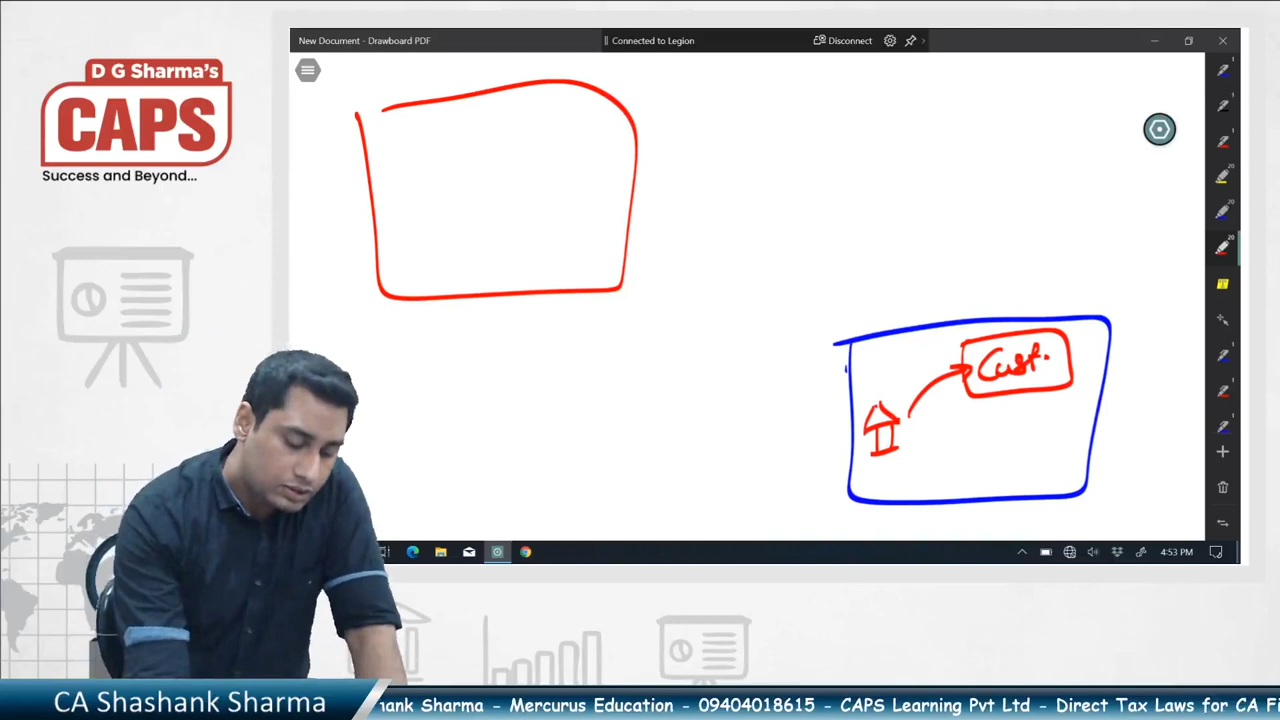 New Document - Drawboard PDF
Connected to Legion
Disconnect
D G Sharma's
CAPS
Success and Beyond...
Cust.
4:53 PM
CA Shashank Sharma
hank Sharma - Mercurus Education - 09404018615 - CAPS Learning Pvt Ltd - Direct Tax Laws for CA F